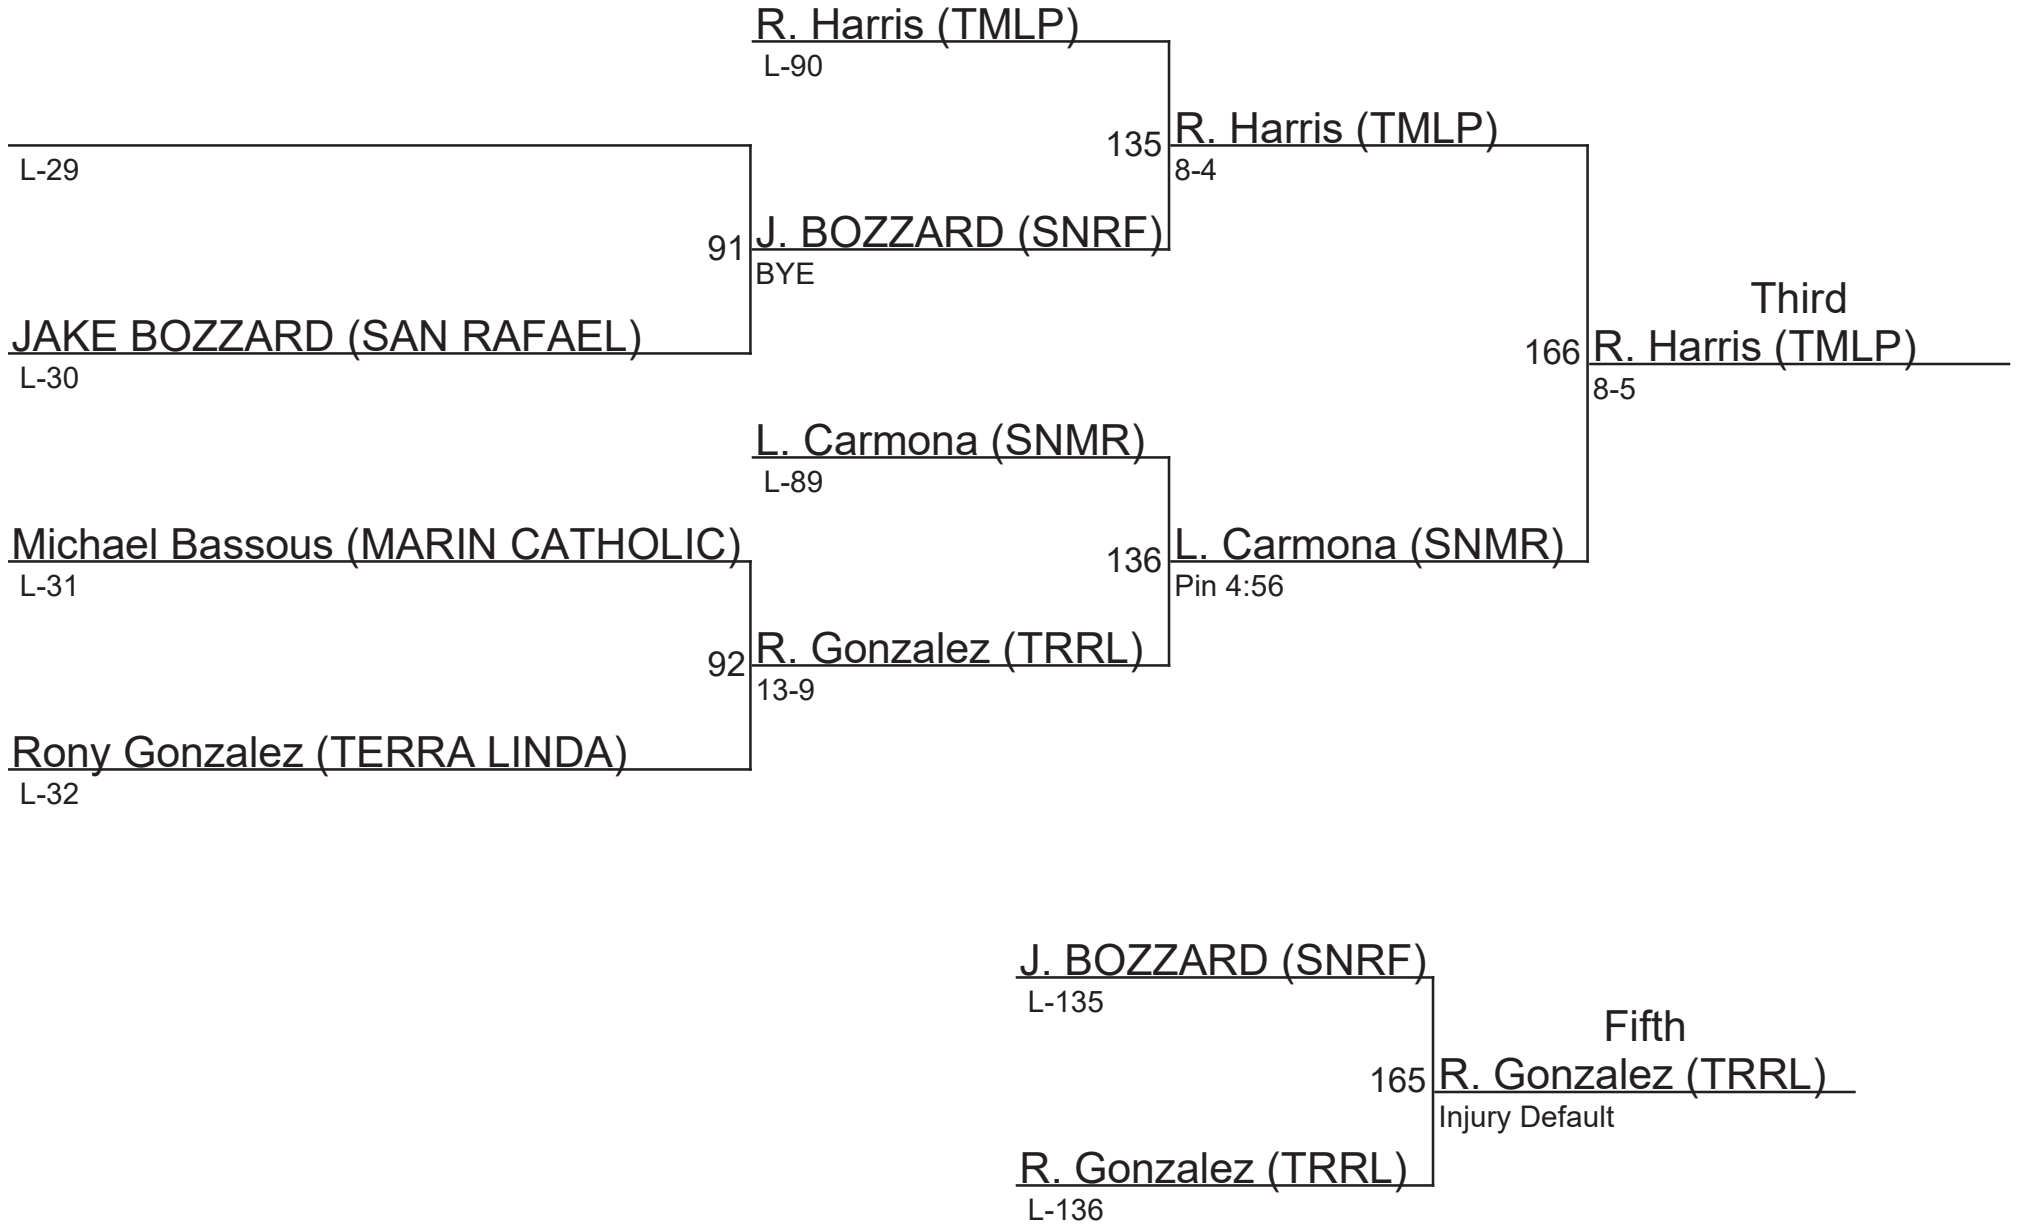 R. Harris (TMLP)
L-90
135 R. Harris (TMLP)
8-4
L-29
91 J. BOZZARD (SNRF)
BYE
JAKE BOZZARD (SAN RAFAEL)
L-30
Third
166 R. Harris (TMLP)
8-5
L. Carmona (SNMR)
L-89
Michael Bassous (MARIN CATHOLIC)
L-31
136 L. Carmona (SNMR)
Pin 4:56
92 R. Gonzalez (TRRL)
13-9
Rony Gonzalez (TERRA LINDA)
L-32
J. BOZZARD (SNRF)
L-135
Fifth
165 R. Gonzalez (TRRL)
Injury Default
R. Gonzalez (TRRL)
L-136